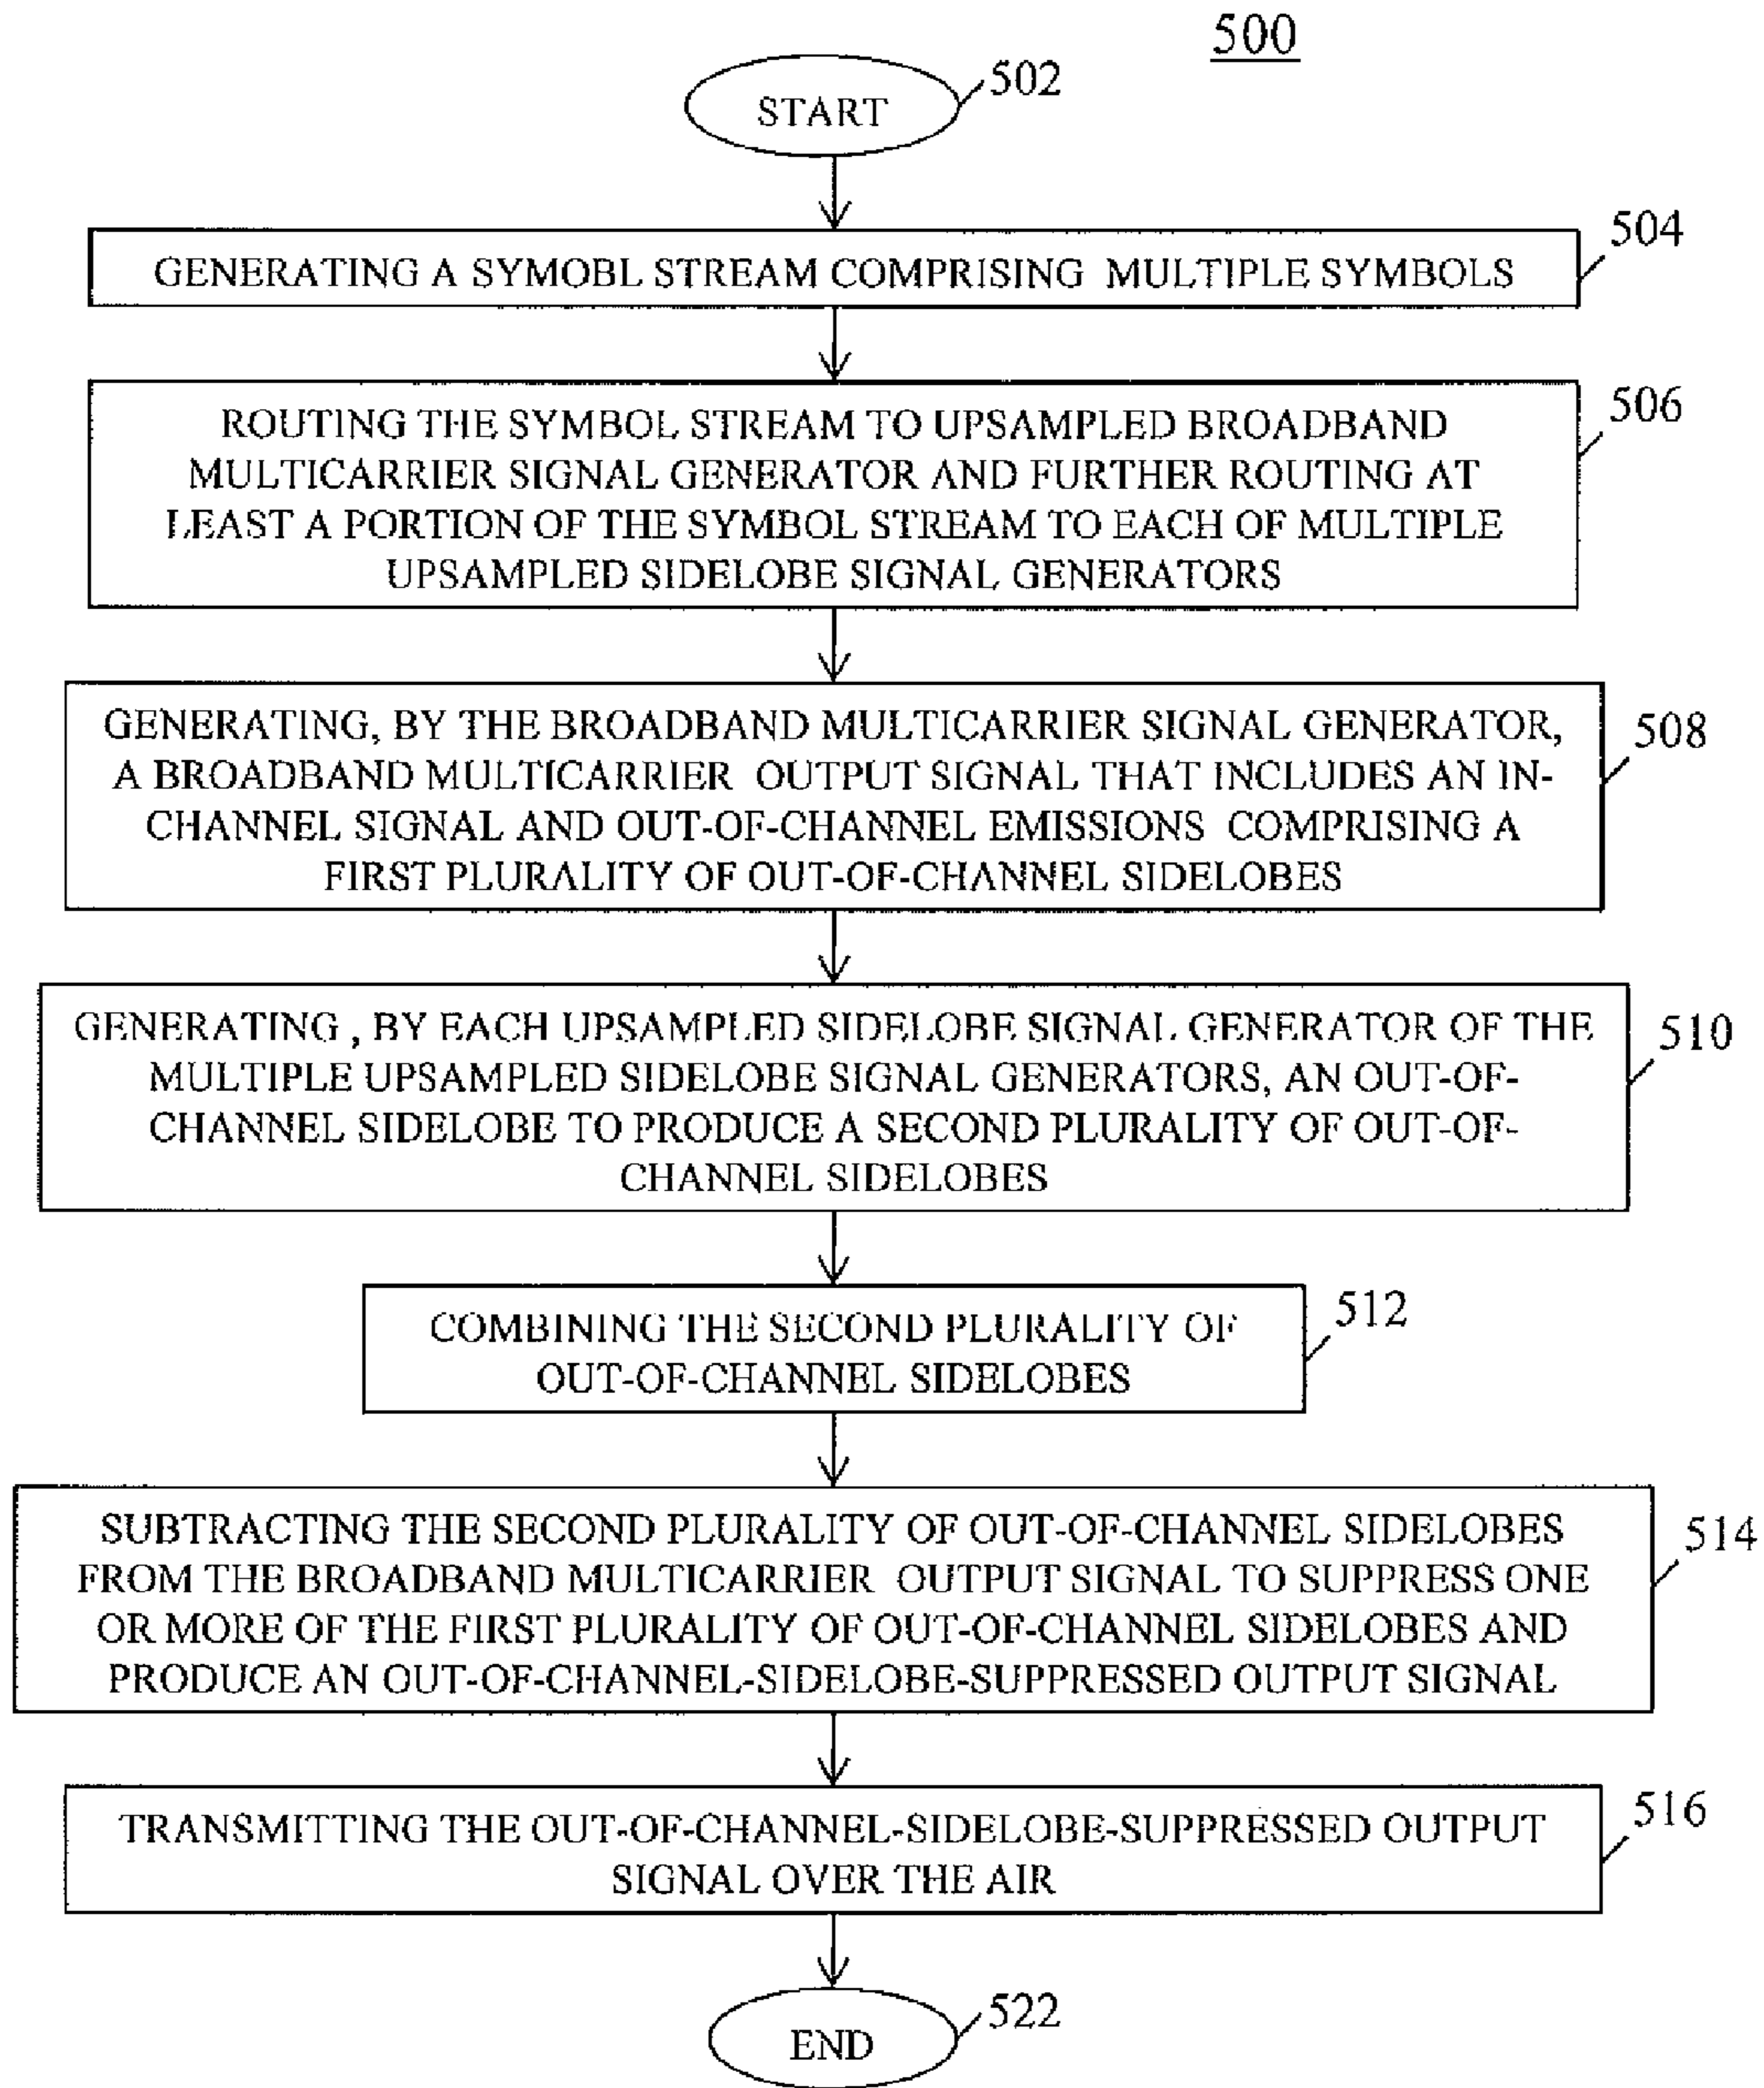 500
START
502
GENERATING A SYMOBL STREAM COMPRISING MULTIPLE SYMBOLS
504
ROUTING THE SYMBOL STREAM TO UPSAMPLED BROADBAND
MULTICARRIER SIGNAL GENERATOR AND FURTHER ROUTING AT
LEAST A PORTION OF THE SYMBOL STREAM TO EACH OF MULTIPLE
UPSAMPLED SIDELOBE SIGNAL GENERATORS
506
GENERATING, BY THE BROADBAND MULTICARRIER SIGNAL GENERATOR,
A BROADBAND MULTICARRIER OUTPUT SIGNAL THAT INCLUDES AN IN-
CHANNEL SIGNAL AND OUT-OF-CHANNEL EMISSIONS COMPRISING A
FIRST PLURALITY OF OUT-OF-CHANNEL SIDELOBES
508
GENERATING , BY EACH UPSAMPLED SIDELOBE SIGNAL GENERATOR OF THE
MULTIPLE UPSAMPLED SIDELOBE SIGNAL GENERATORS, AN OUT-OF-
CHANNEL SIDELOBE TO PRODUCE A SECOND PLURALITY OF OUT-OF-
CHANNEL SIDELOBES
510
COMBINING THE SECOND PLURALITY OF
OUT-OF-CHANNEL SIDELOBES
512
SUBTRACTING THE SECOND PLURALITY OF OUT-OF-CHANNEL SIDELOBES
FROM THE BROADBAND MULTICARRIER OUTPUT SIGNAL TO SUPPRESS ONE
OR MORE OF THE FIRST PLURALITY OF OUT-OF-CHANNEL SIDELOBES AND
PRODUCE AN OUT-OF-CHANNEL-SIDELOBE-SUPPRESSED OUTPUT SIGNAL
514
TRANSMITTING THE OUT-OF-CHANNEL-SIDELOBE-SUPPRESSED OUTPUT
SIGNAL OVER THE AIR
516
END
522